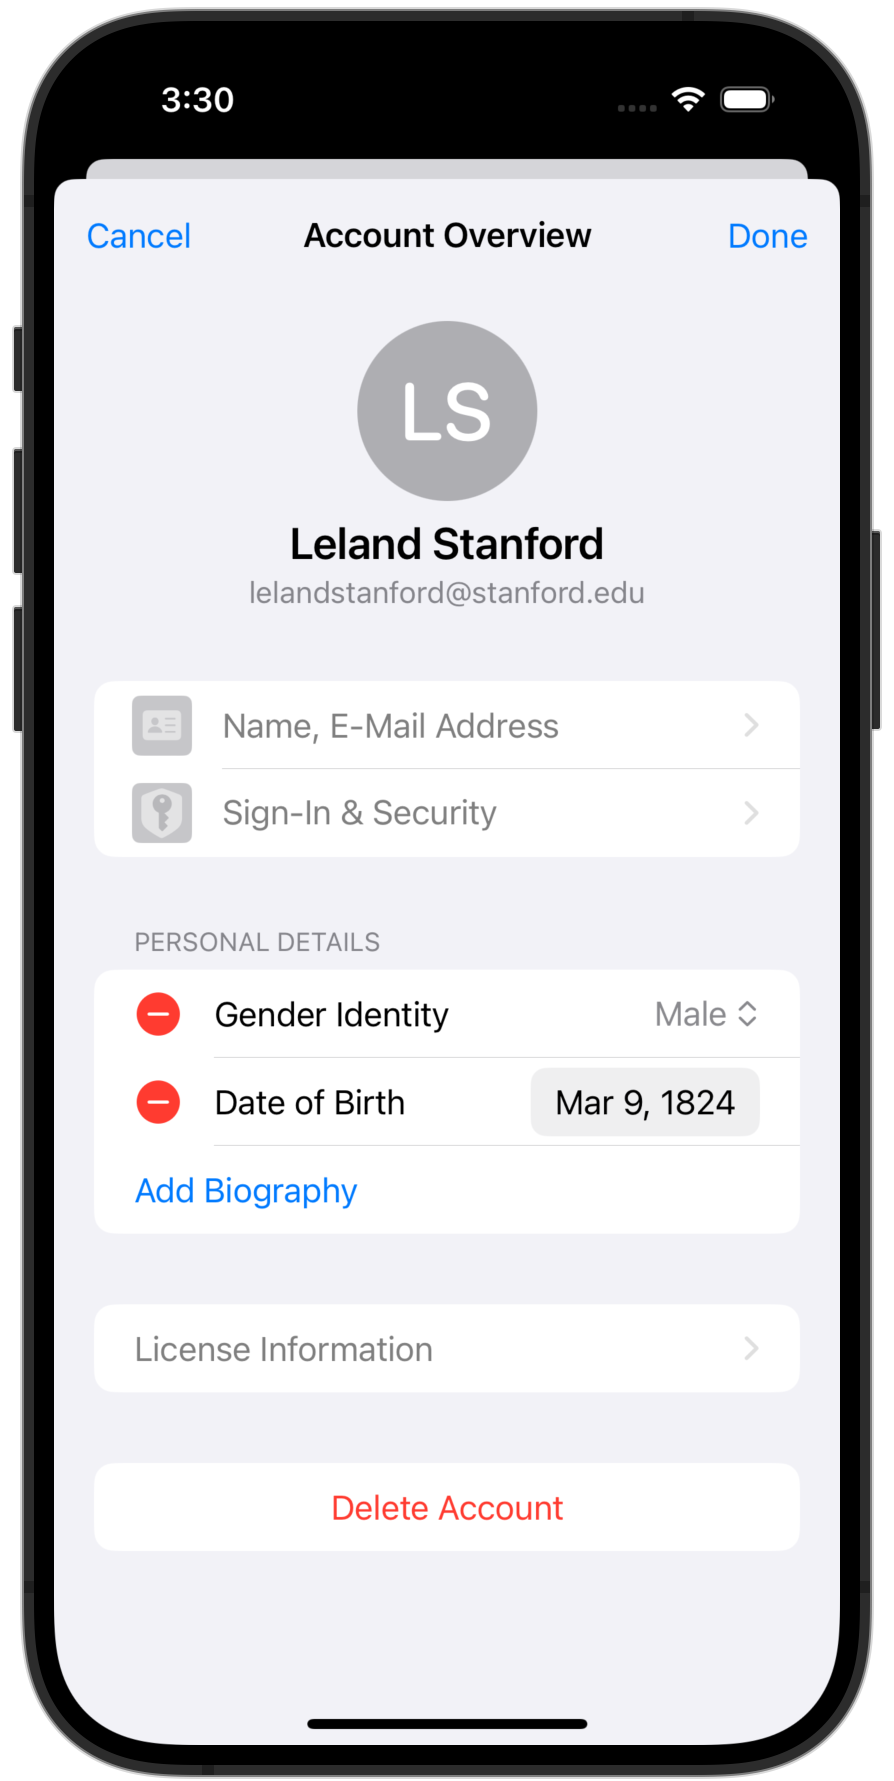 3:30
Cancel Account Overview Done
LS
Leland Stanford
lelandstanford@stanford.edu
Name, E-Mail Address
Sign-In & Security
PERSONAL DETAILS
Gender Identity Male
Date of Birth Mar 9, 1824
Add Biography
License Information
Delete Account